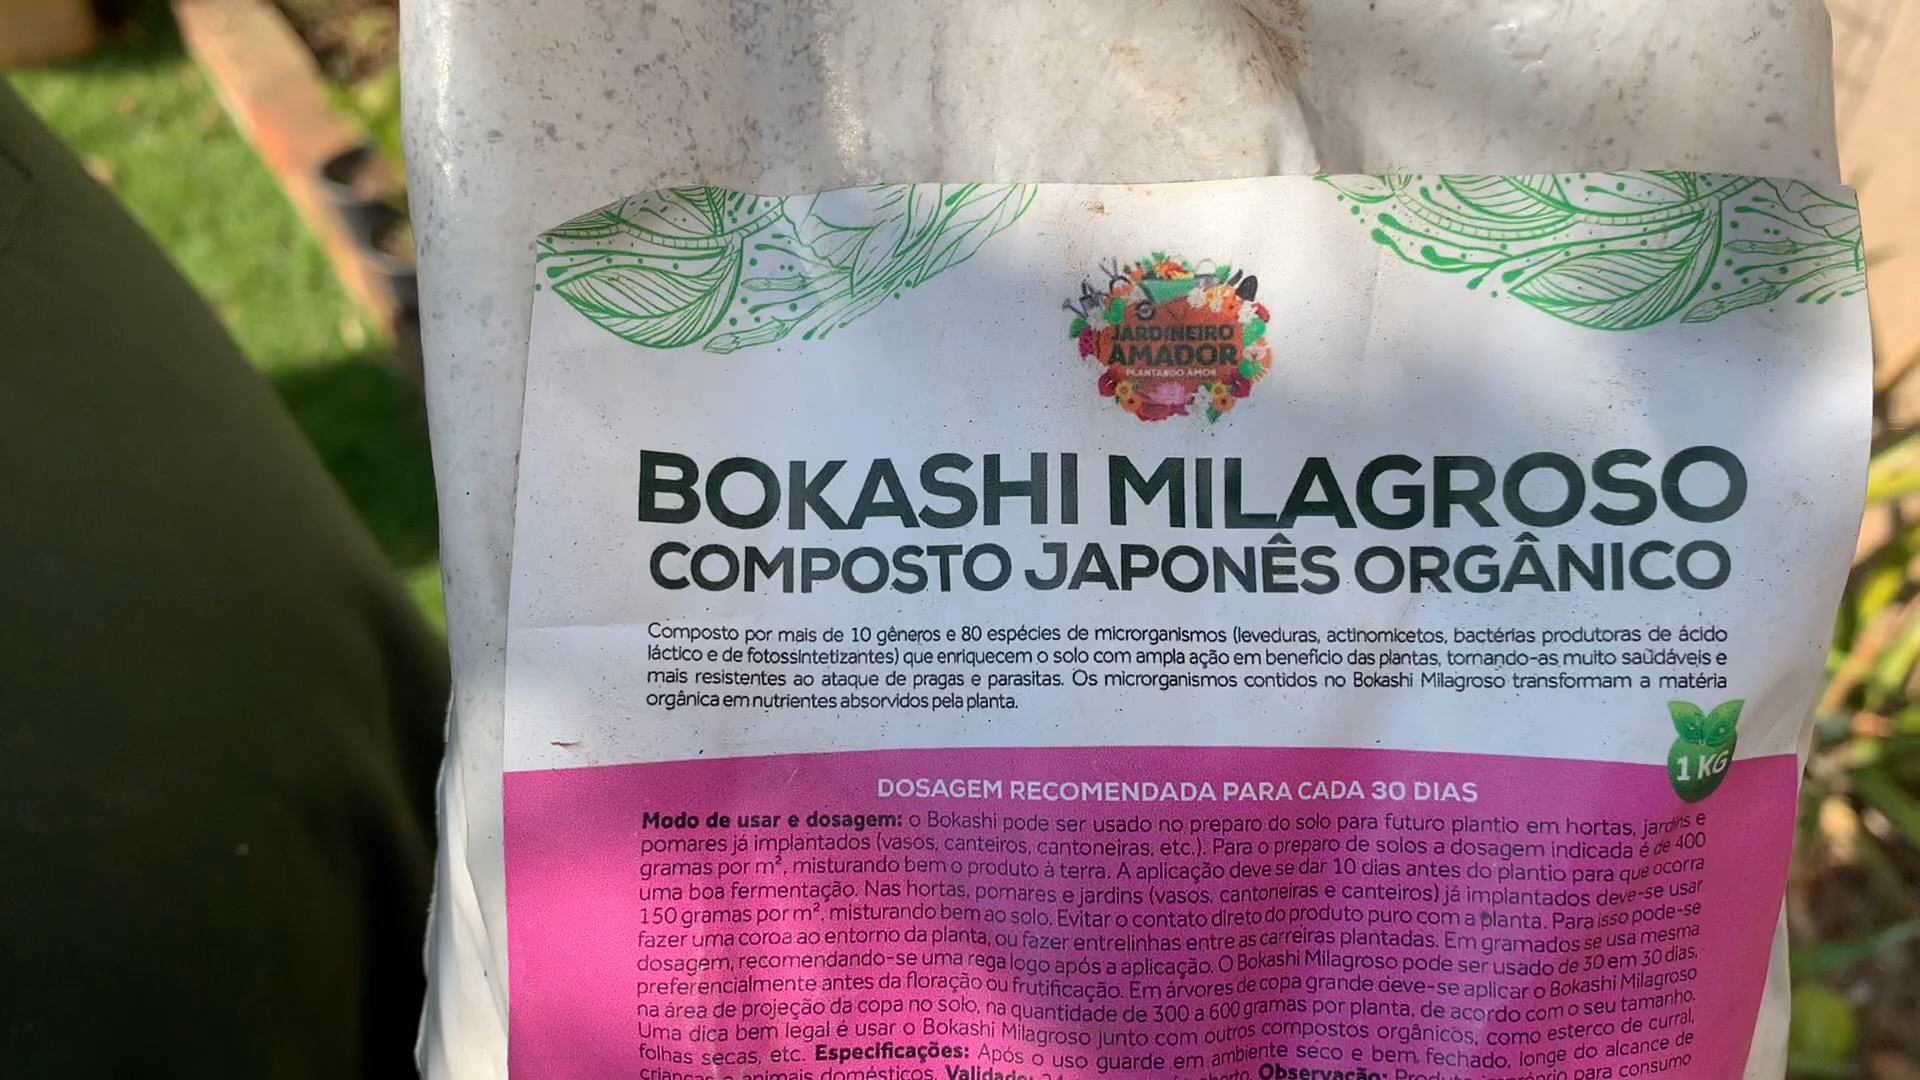 JARDINEIRO
AMADOR
PLANTANDO AMOR
BOKASHI MILAGROSO
COMPOSTO JAPONÊS ORGÂNICO
Composto por mais de 10 gêneros e 80 espécies de microrganismos (leveduras, actinomicetos, bactérias produtoras de ácido
láctico e de fotossintetizantes) que enriquecem o solo com ampla ação em benefício das plantas, tornando-as muito saudáveis e
mais resistentes ao ataque de pragas e parasitas. Os microrganismos contidos no Bokashi Milagroso transformam a matéria
orgânica em nutrientes absorvidos pela planta.
1 KG
DOSAGEM RECOMENDADA PARA CADA 30 DIAS
Modo de usar e dosagem: o Bokashi pode ser usado no preparo do solo para futuro plantio em hortas, jardins e
pomares já implantados (vasos, canteiros, cantoneiras, etc.). Para o preparo de solos a dosagem indicada é de 400
gramas por m², misturando bem o produto à terra. A aplicação deve se dar 10 dias antes do plantio para que ocorra
uma boa fermentação. Nas hortas, pomares e jardins (vasos, cantoneiras e canteiros) já implantados deve-se usar
150 gramas por m², misturando bem ao solo. Evitar o contato direto do produto puro com a planta. Para isso pode-se
fazer uma coroa ao entorno da planta, ou fazer entrelinhas entre as carreiras plantadas. Em gramados se usa mesma
dosagem, recomendando-se uma rega logo após a aplicação. O Bokashi Milagroso pode ser usado de 30 em 30 dias,
preferencialmente antes da floração ou frutificação. Em árvores de copa grande deve-se aplicar o Bokashi Milagroso
na área de projeção da copa no solo, na quantidade de 300 a 600 gramas por planta, de acordo com o seu tamanho.
Uma dica bem legal é usar o Bokashi Milagroso junto com outros compostos orgânicos, como esterco de curral,
folhas secas, etc. Especificações: Após o uso guarde em ambiente seco e bem fechado, longe do alcance de
animais domésticos. Validade: Observação: para consumo